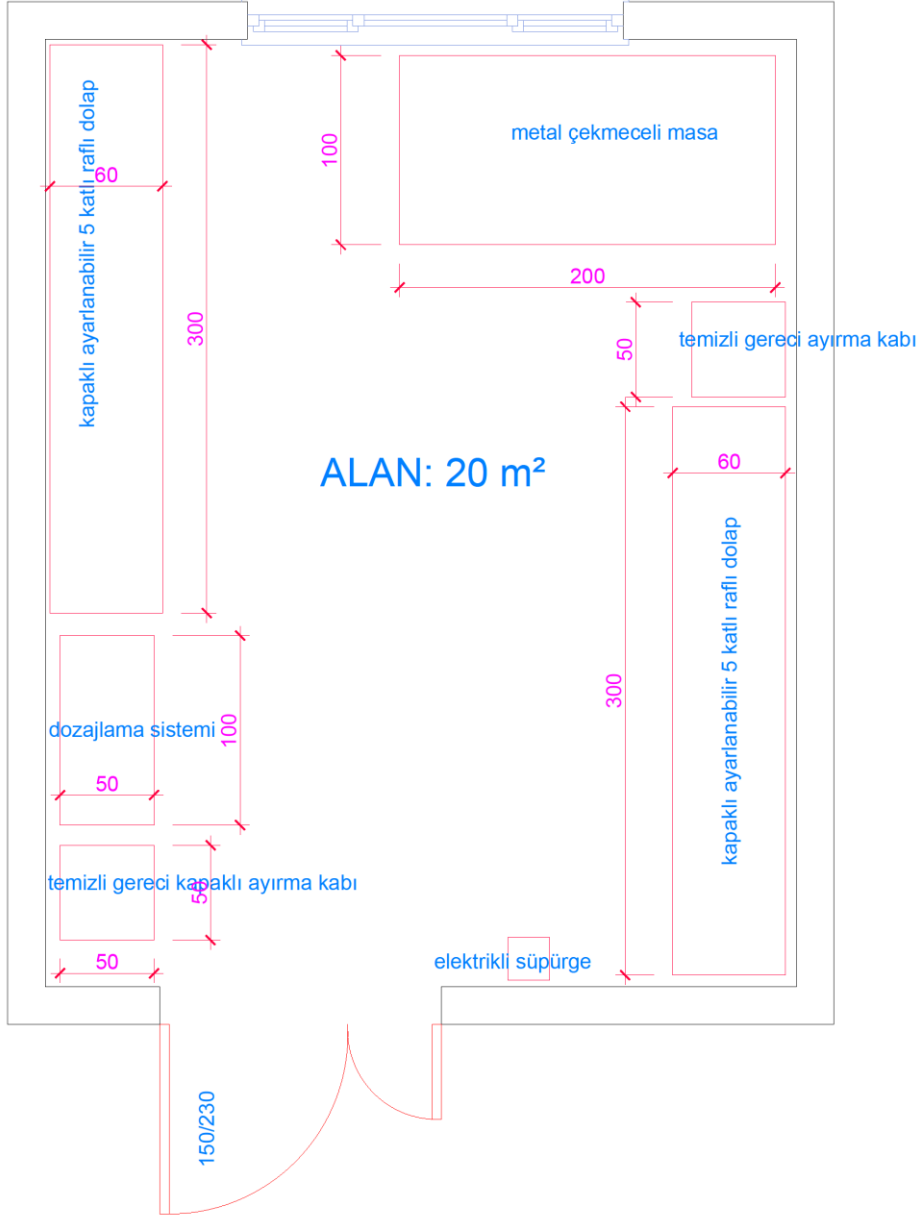 kapaklı ayarlanabilir 5 katlı raflı dolap
60
300
100
metal çekmeceli masa
200
50
temizli gereci ayırma kabı
ALAN: 20 m²
60
kapaklı ayarlanabilir 5 katlı raflı dolap
300
dozajlama sistemi
100
50
temizli gereci kapaklı ayırma kabı
50
50
elektrikli süpürge
150/230